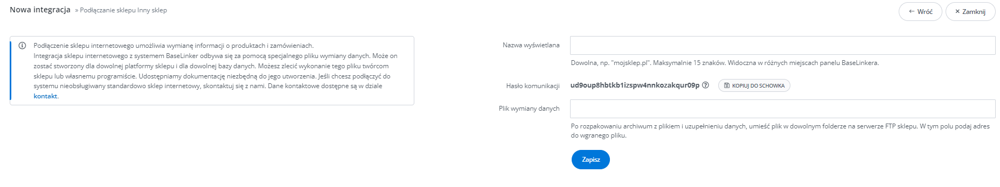 Nowa integracja » Podłączanie sklepu Inny sklep
Wróć
Zamknij
Podłączenie sklepu internetowego umożliwia wymianę informacji o produktach i zamówieniach.
Integracja sklepu internetowego z systemem BaseLinker odbywa się za pomocą specjalnego pliku wymiany danych. Może on
zostać stworzony dla dowolnej platformy sklepu i dla dowolnej bazy danych. Możesz zlecić wykonanie tego pliku twórcom
sklepu lub własnemu programiście. Udostępniamy dokumentację niezbędną do jego utworzenia. Jeśli chcesz podłączyć do
systemu nieobsługiwany standardowo sklep internetowy, skontaktuj się z nami. Dane kontaktowe dostępne są w dziale
kontakt.
Nazwa wyświetlana
Dowolna, np. "mojsklep.pl". Maksymalnie 15 znaków. Widoczna w różnych miejscach panelu BaseLinkera.
Hasło komunikacji ud9oup8hbtkb1izspw4nnkozakqur09p KOPIUJ DO SCHOWKA
Plik wymiany danych
Po rozpakowaniu archiwum z plikiem i uzupełnieniu danych, umieść plik w dowolnym folderze na serwerze FTP sklepu. W tym polu podaj adres
do wgranego pliku.
Zapisz